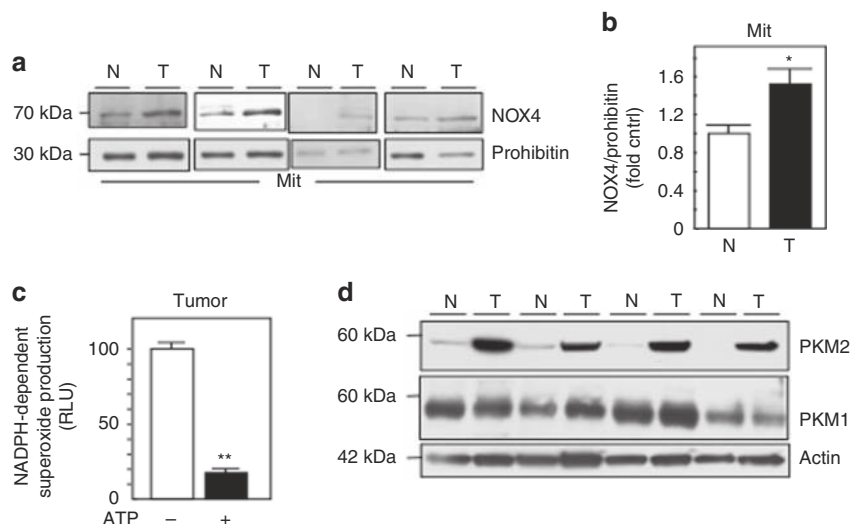 a
N T N T N T N T
70 kDa NOX4
30 kDa Prohibitin
Mit
b
Mit
NOX4/prohibitin
(fold cntrl)
1.6
1.2
0.8
0.4
0
*
N T
c
Tumor
NADPH-dependent
superoxide production
(RLU)
100
50
0
**
ATP – +
d
N T N T N T N T
60 kDa PKM2
60 kDa PKM1
42 kDa Actin